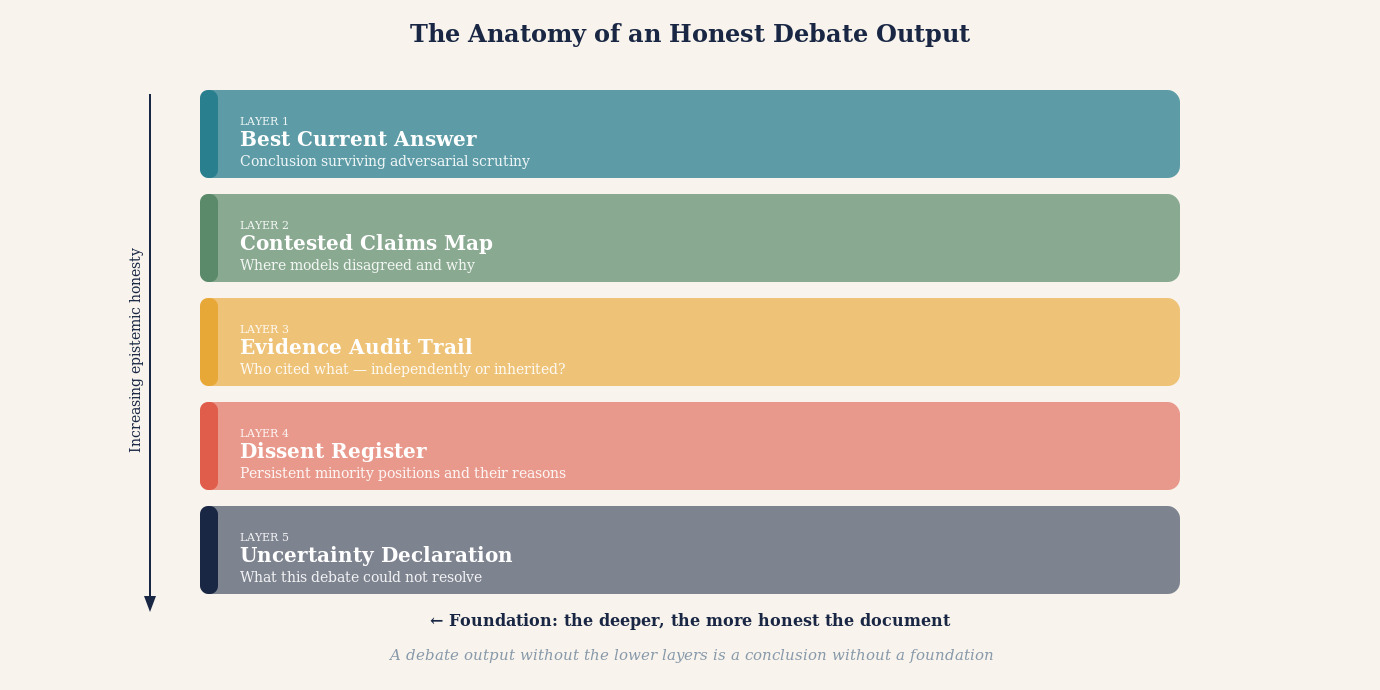 The Anatomy of an Honest Debate Output
LAYER 1
Best Current Answer
Conclusion surviving adversarial scrutiny
LAYER 2
Contested Claims Map
Where models disagreed and why
LAYER 3
Evidence Audit Trail
Who cited what — independently or inherited?
LAYER 4
Dissent Register
Persistent minority positions and their reasons
LAYER 5
Uncertainty Declaration
What this debate could not resolve
Increasing epistemic honesty
← Foundation: the deeper, the more honest the document
A debate output without the lower layers is a conclusion without a foundation